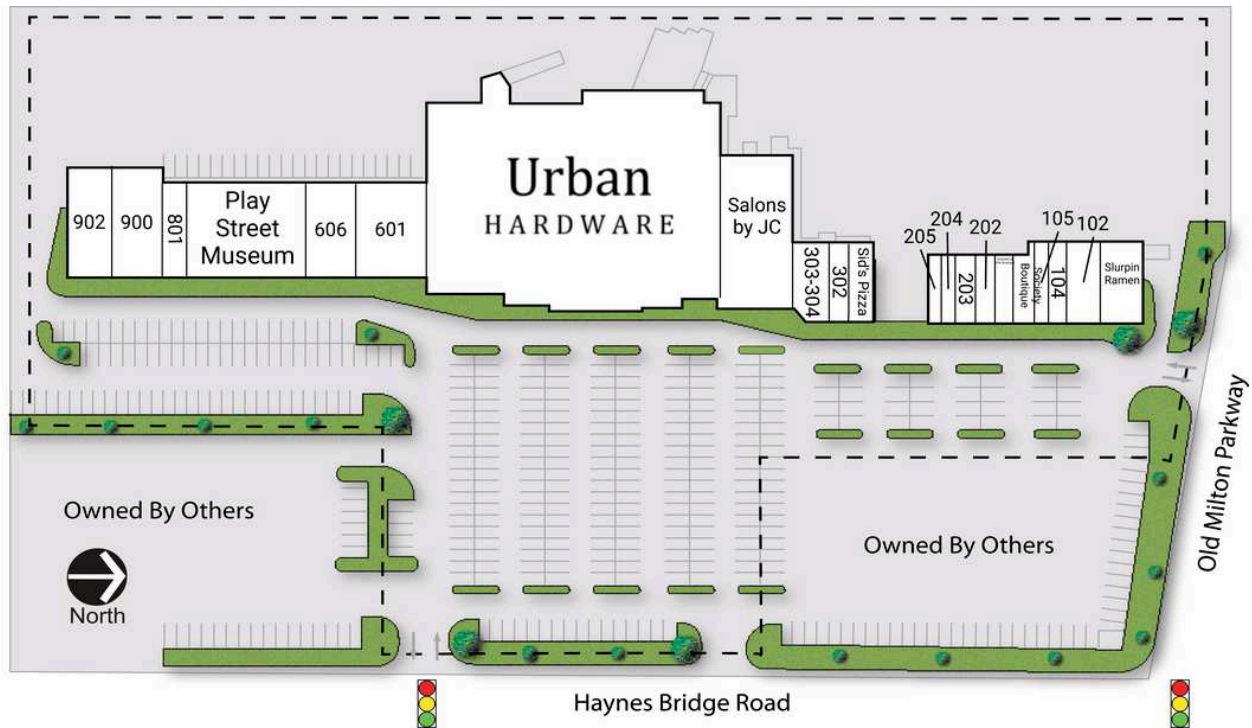 Urban
HARDWARE
902
900
801
Play
Street
Museum
606
601
Salons
by JC
303-304
302
Sid's Pizza
205
204
203
202
Society
Boutique
105
104
102
Slurpin
Ramen
Owned By Others
North
Owned By Others
Old Milton Parkway
Haynes Bridge Road